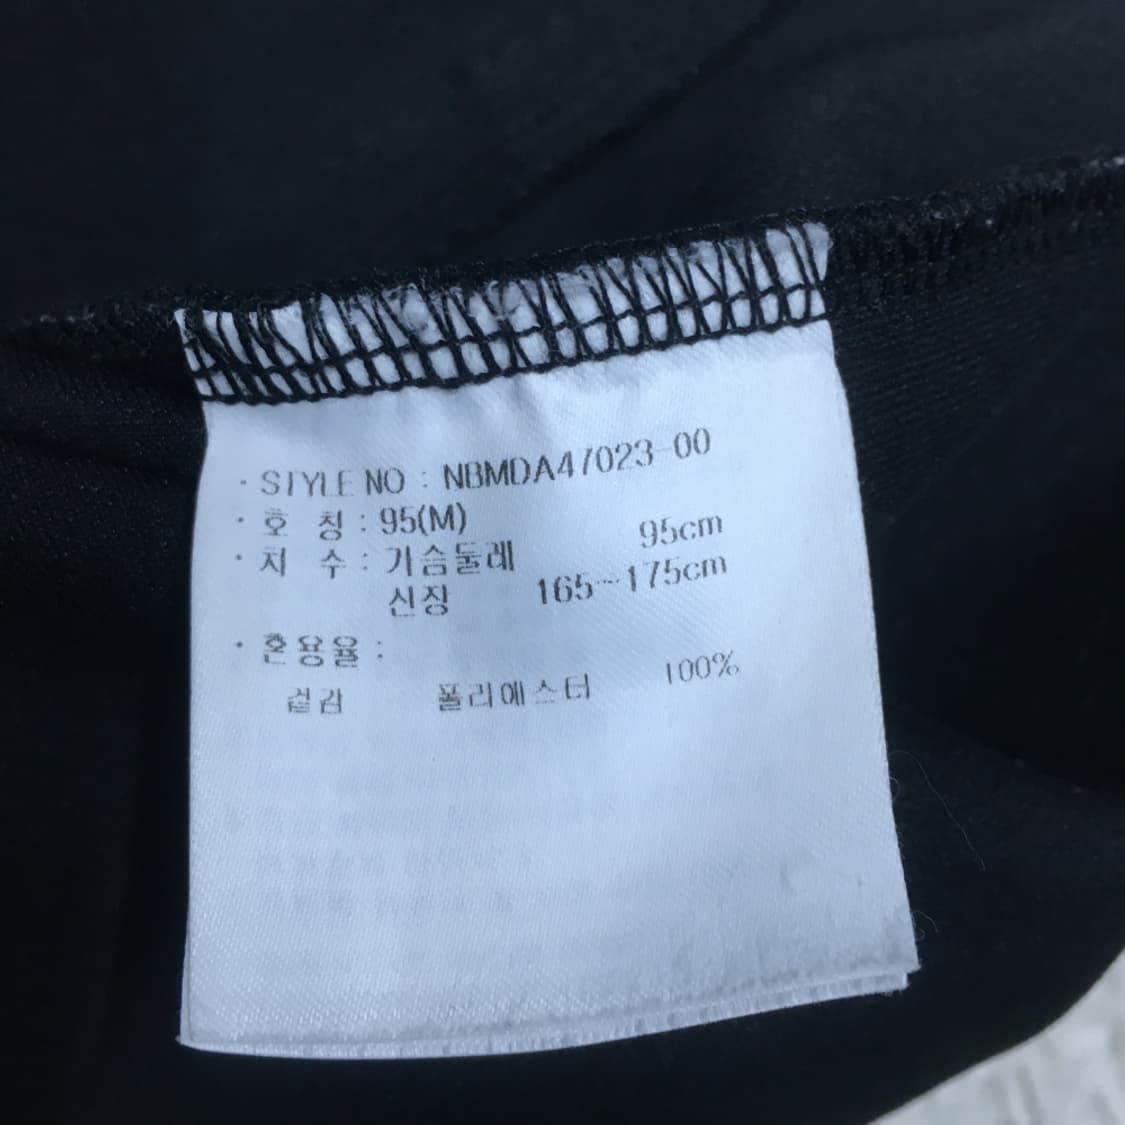 · STYLE NO : NBMDA47023-00
· 호 칭 : 95(M)
· 치 수 : 가슴둘레 95cm
신장 165~175cm
· 혼용율 :
겉감 폴리에스터 100%